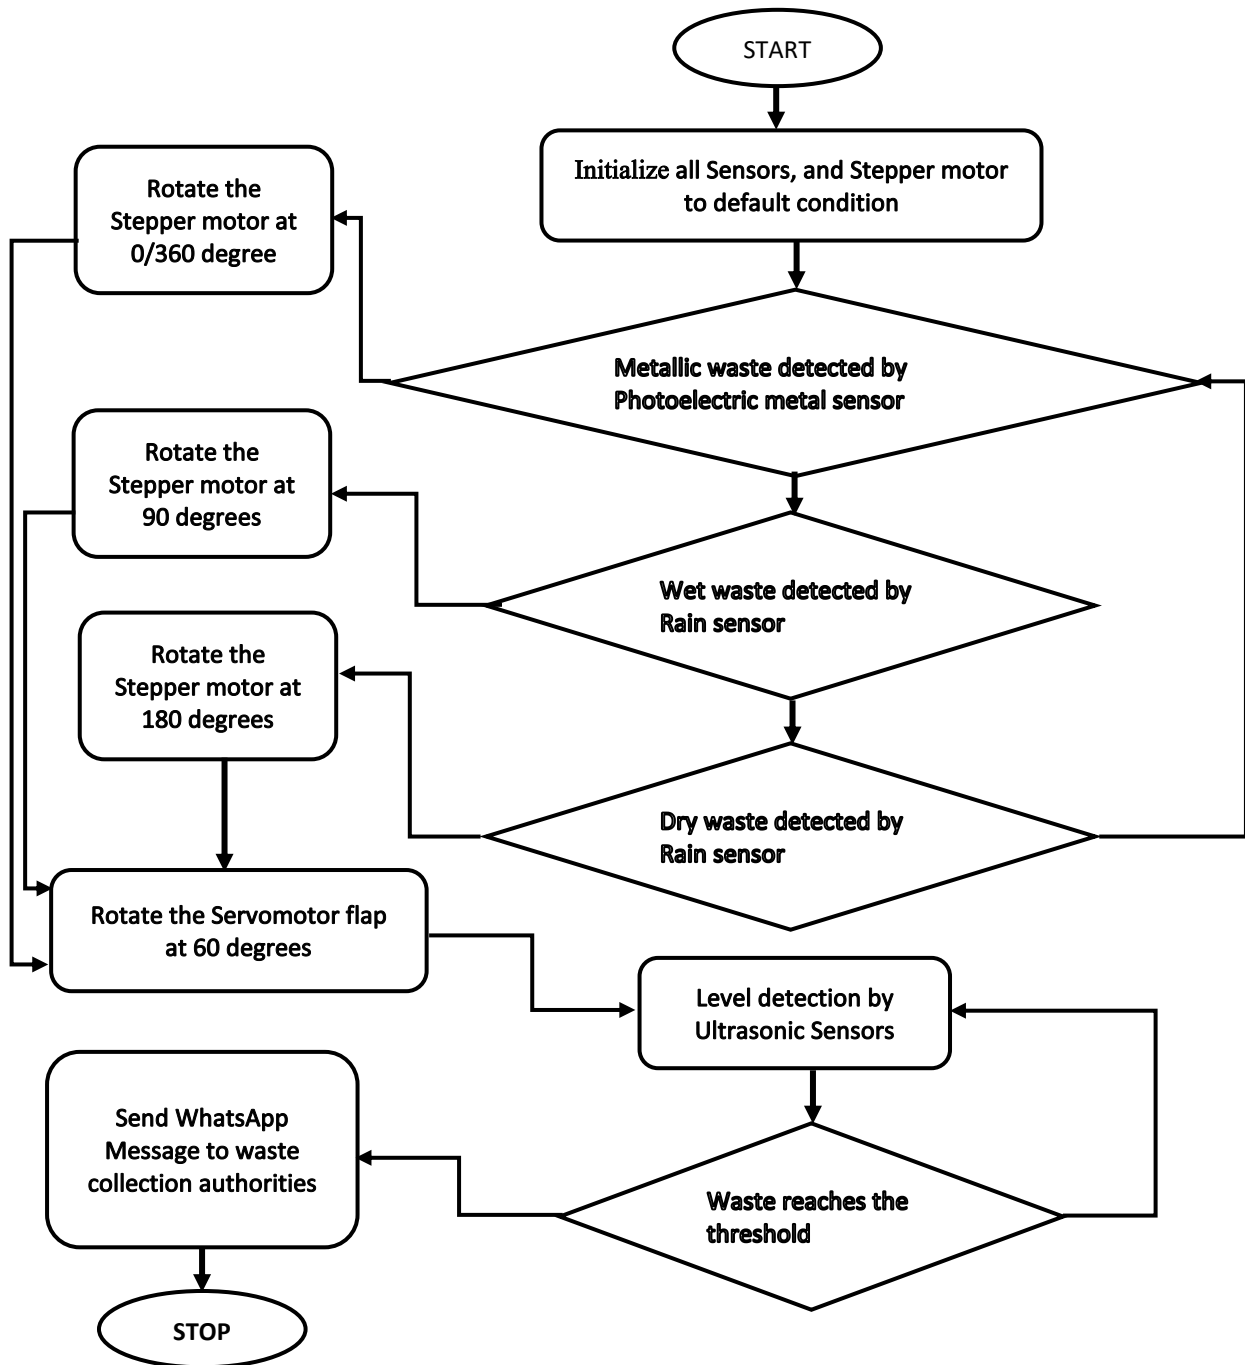 START
Initialize all Sensors, and Stepper motor
to default condition
Rotate the
Stepper motor at
0/360 degree
Metallic waste detected by
Photoelectric metal sensor
Rotate the
Stepper motor at
90 degrees
Wet waste detected by
Rain sensor
Rotate the
Stepper motor at
180 degrees
Dry waste detected by
Rain sensor
Rotate the Servomotor flap
at 60 degrees
Level detection by
Ultrasonic Sensors
Send WhatsApp
Message to waste
collection authorities
Waste reaches the
threshold
STOP